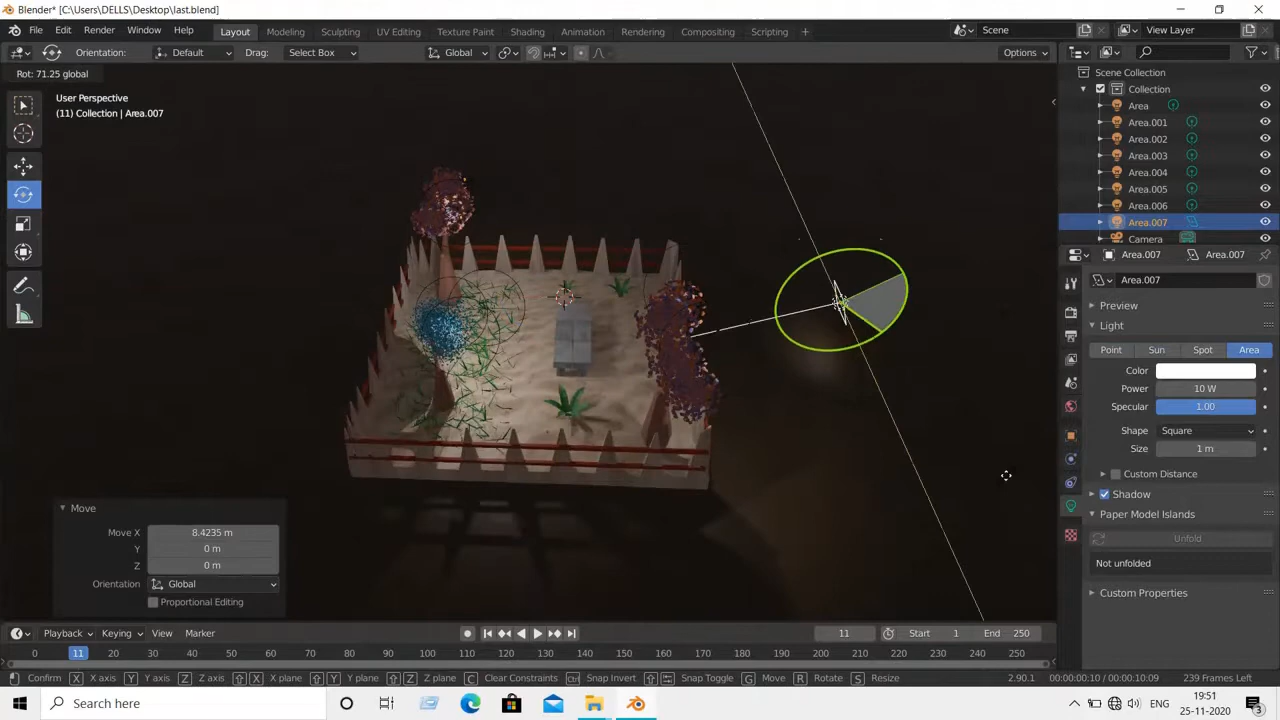 Blender* [C:\Users\DELLS\Desktop\last.blend]
File Edit Render Window Help Layout Modeling Sculpting UV Editing Texture Paint Shading Animation Rendering Compositing Scripting + Scene View Layer
Orientation: Default Drag: Select Box Global Options
Rot: 71.25 global
User Perspective
(11) Collection | Area.007
Scene Collection
Collection
Area
Area.001
Area.002
Area.003
Area.004
Area.005
Area.006
Area.007
Camera
Area.007 Area.007
Area.007
Preview
Light
Point Sun Spot Area
Color
Power 10 W
Specular 1.00
Shape Square
Size 1 m
Custom Distance
Shadow
Paper Model Islands
Unfold
Not unfolded
Custom Properties
Move
Move X 8.4235 m
Y 0 m
Z 0 m
Orientation Global
Proportional Editing
Playback Keying View Marker 11 Start 1 End 250
0 11 20 30 40 50 60 70 80 90 100 110 120 130 140 150 160 170 180 190 200 210 220 230 240 250
Confirm X X axis Y Y axis Z Z axis X X plane Y Y plane Z Z plane C Clear Constraints Ctrl Snap Invert Snap Toggle G Move R Rotate S Resize 2.90.1 00:00:00:10 / 00:00:10:09 239 Frames Left
Search here
ENG
19:51
25-11-2020
3